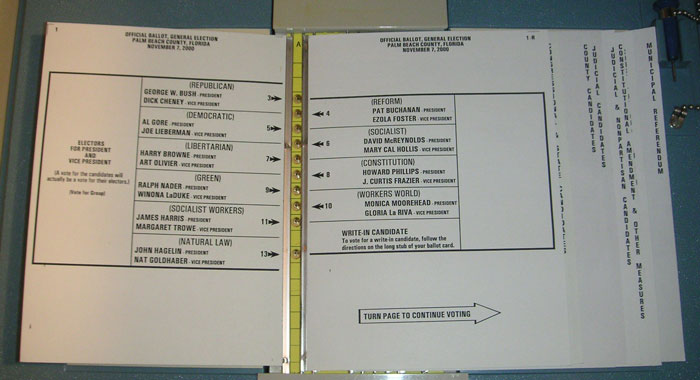 1
OFFICIAL BALLOT, GENERAL ELECTION
PALM BEACH COUNTY, FLORIDA
NOVEMBER 7, 2000
ELECTORS
FOR PRESIDENT
AND
VICE PRESIDENT
(A vote for the candidates will
actually be a vote for their electors.)
(Vote for Group)
(REPUBLICAN)
GEORGE W. BUSH - PRESIDENT
DICK CHENEY - VICE PRESIDENT
3
(DEMOCRATIC)
AL GORE - PRESIDENT
JOE LIEBERMAN - VICE PRESIDENT
5
(LIBERTARIAN)
HARRY BROWNE - PRESIDENT
ART OLIVIER - VICE PRESIDENT
7
(GREEN)
RALPH NADER - PRESIDENT
WINONA LaDUKE - VICE PRESIDENT
9
(SOCIALIST WORKERS)
JAMES HARRIS - PRESIDENT
MARGARET TROWE - VICE PRESIDENT
11
(NATURAL LAW)
JOHN HAGELIN - PRESIDENT
NAT GOLDHABER - VICE PRESIDENT
13
A
OFFICIAL BALLOT, GENERAL ELECTION
PALM BEACH COUNTY, FLORIDA
NOVEMBER 7, 2000
(REFORM)
4
PAT BUCHANAN - PRESIDENT
EZOLA FOSTER - VICE PRESIDENT
(SOCIALIST)
6
DAVID McREYNOLDS - PRESIDENT
MARY CAL HOLLIS - VICE PRESIDENT
(CONSTITUTION)
8
HOWARD PHILLIPS - PRESIDENT
J. CURTIS FRAZIER - VICE PRESIDENT
(WORKERS WORLD)
10
MONICA MOOREHEAD - PRESIDENT
GLORIA La RIVA - VICE PRESIDENT
WRITE-IN CANDIDATE
To vote for a write-in candidate, follow the
directions on the long stub of your ballot card.
TURN PAGE TO CONTINUE VOTING
COUNTY CANDIDATES
JUDICIAL CANDIDATES
JUDICIAL & NONPARTISAN CANDIDATES
CONSTITUTIONAL AMENDMENT & OTHER MEASURES
MUNICIPAL REFERENDUM